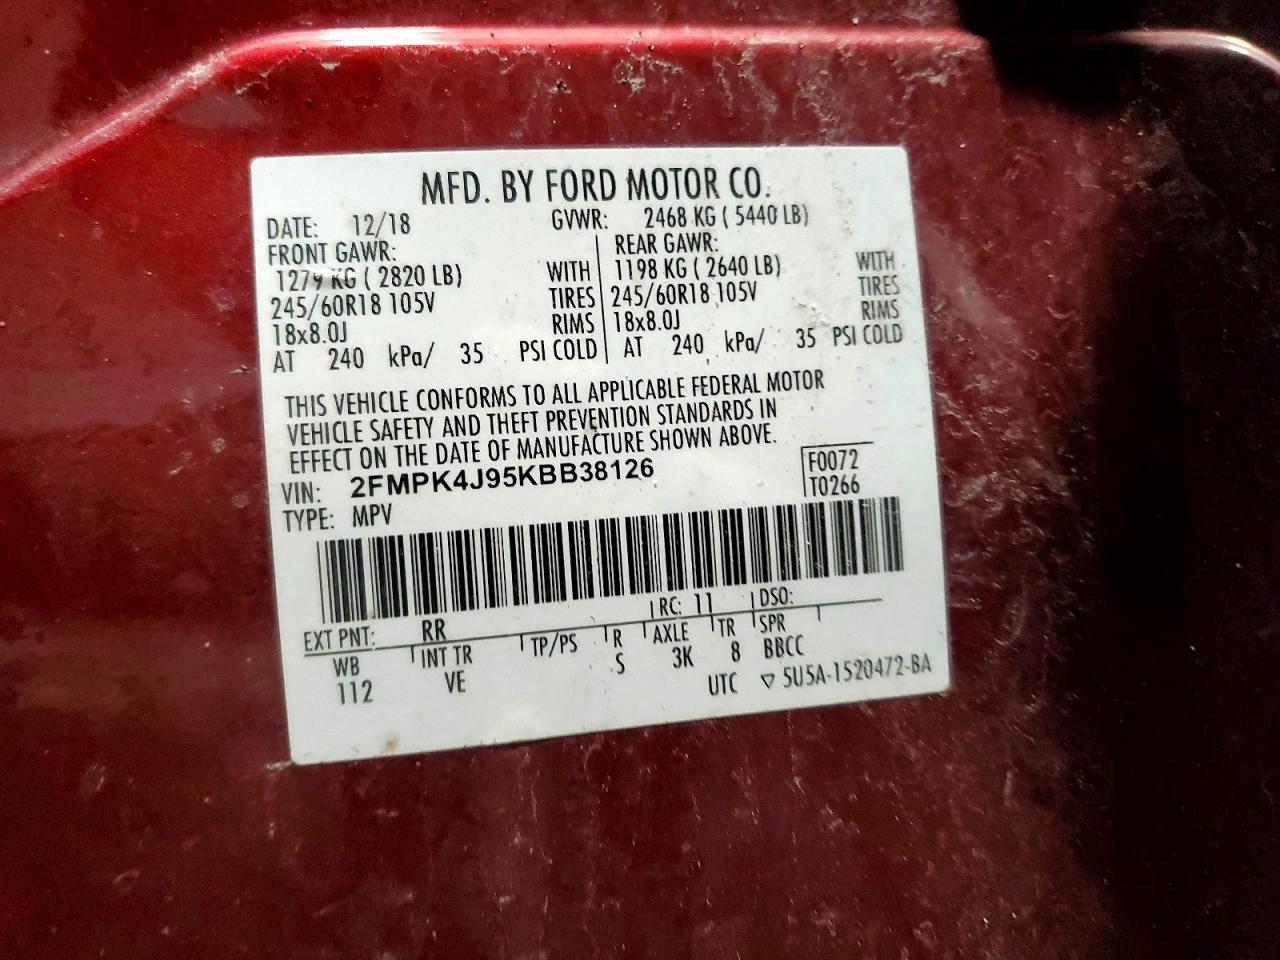 MFD. BY FORD MOTOR CO.
DATE: 12/18 GVWR: 2468 KG ( 5440 LB)
FRONT GAWR: REAR GAWR:
1279 KG ( 2820 LB) WITH 1198 KG ( 2640 LB) WITH
245/60R18 105V TIRES 245/60R18 105V TIRES
18x8.0J RIMS 18x8.0J RIMS
AT 240 kPa/ 35 PSI COLD AT 240 kPa/ 35 PSI COLD
THIS VEHICLE CONFORMS TO ALL APPLICABLE FEDERAL MOTOR
VEHICLE SAFETY AND THEFT PREVENTION STANDARDS IN
EFFECT ON THE DATE OF MANUFACTURE SHOWN ABOVE.
VIN: 2FMPK4J95KBB38126 F0072
TYPE: MPV T0266
RC: 11 DSO:
EXT PNT: RR
WB INT TR TP/PS R AXLE TR SPR
112 VE S 3K 8 BBCC
UTC ▽ 5U5A-1520472-BA